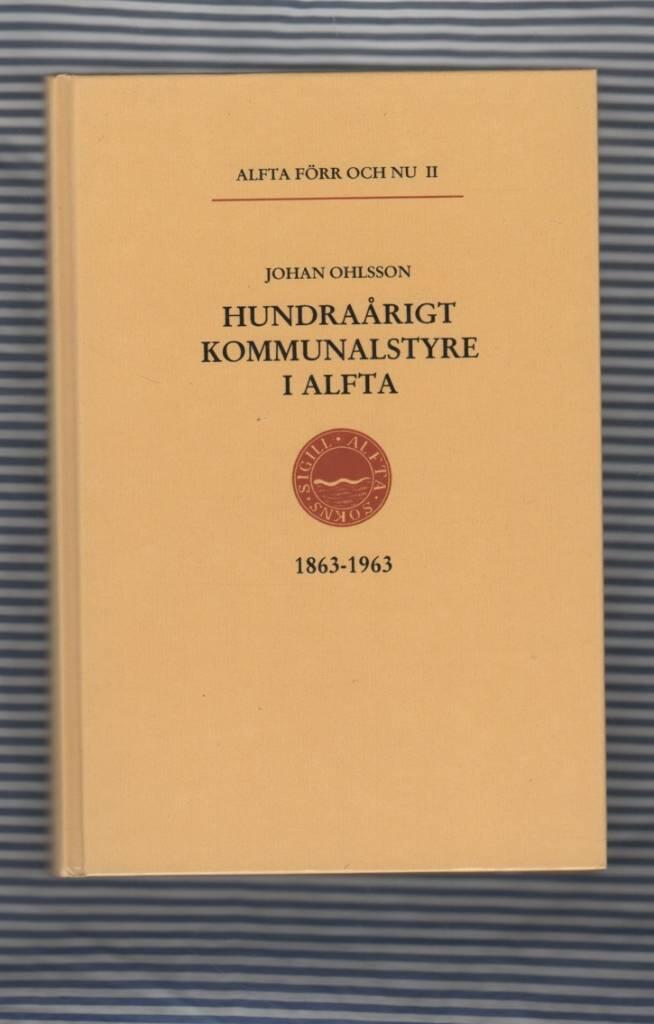 ALFTA FÖRR OCH NU II
JOHAN OHLSSON
HUNDRAÅRIGT
KOMMUNALSTYRE
I ALFTA
ALFTA · SOKNS · SIGILL ·
1863-1963